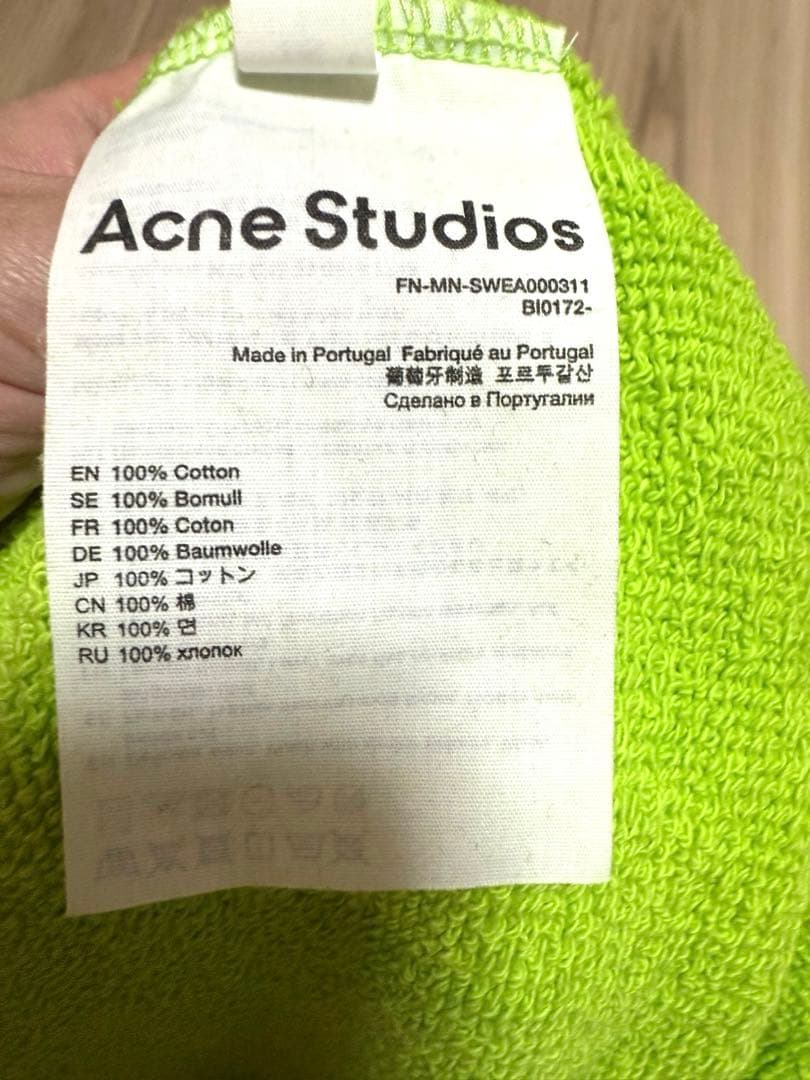 Acne Studios
FN-MN-SWEA000311
BI0172-
Made in Portugal Fabriqué au Portugal
葡萄牙制造 포르투갈산
Сделано в Португалии
EN 100% Cotton
SE 100% Bomull
FR 100% Coton
DE 100% Baumwolle
JP 100% コットン
CN 100% 棉
KR 100% 면
RU 100% хлопок